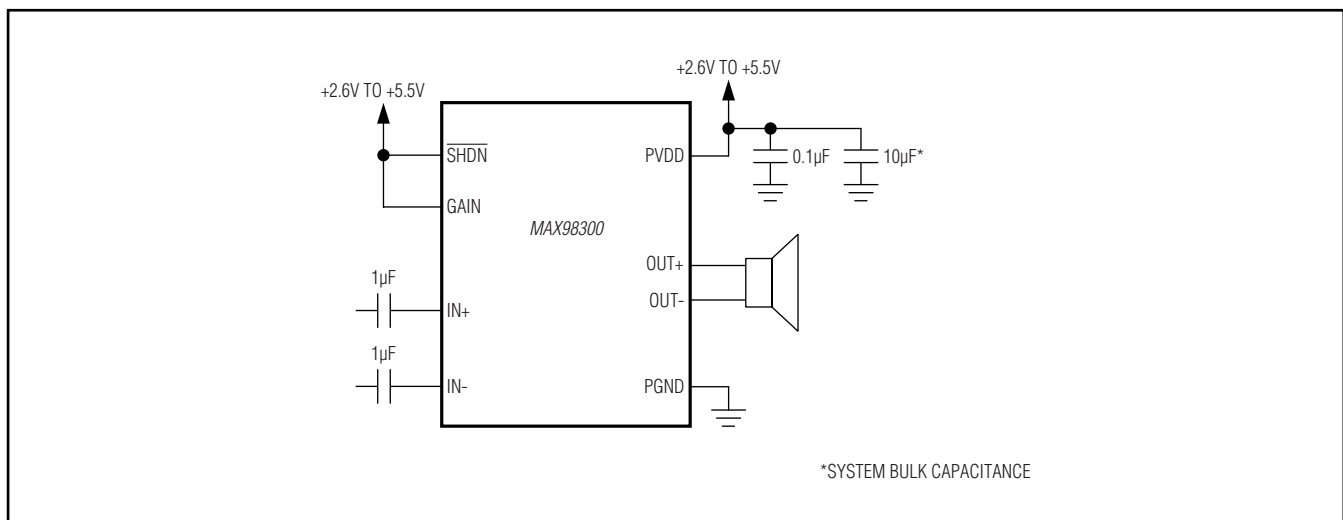 +2.6V TO +5.5V
+2.6V TO +5.5V
SHDN
PVDD
0.1µF
10µF*
GAIN
MAX98300
OUT+
1µF
OUT-
IN+
1µF
IN-
PGND
*SYSTEM BULK CAPACITANCE